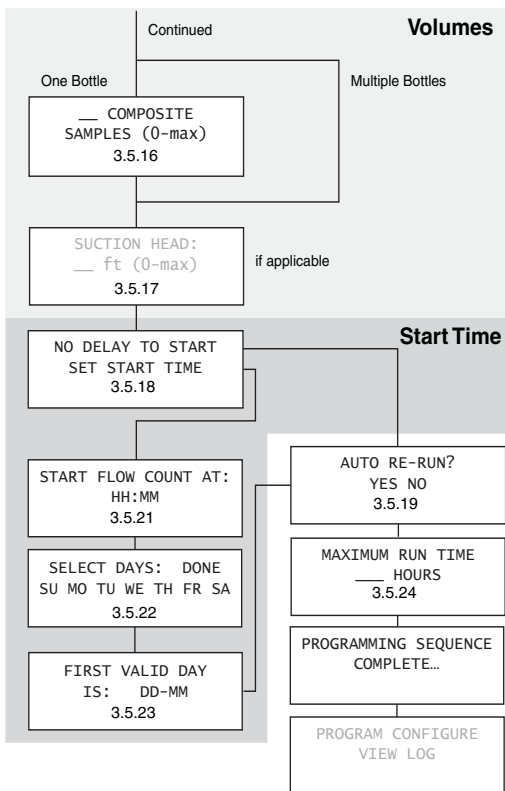 Continued
Volumes
One Bottle
Multiple Bottles
__ COMPOSITE
SAMPLES (0-max)
3.5.16
SUCTION HEAD:
__ ft (0-max)
3.5.17
if applicable
Start Time
NO DELAY TO START
SET START TIME
3.5.18
START FLOW COUNT AT:
HH:MM
3.5.21
SELECT DAYS: DONE
SU MO TU WE TH FR SA
3.5.22
FIRST VALID DAY
IS: DD-MM
3.5.23
AUTO RE-RUN?
YES NO
3.5.19
MAXIMUM RUN TIME
___ HOURS
3.5.24
PROGRAMMING SEQUENCE
COMPLETE…
PROGRAM CONFIGURE
VIEW LOG